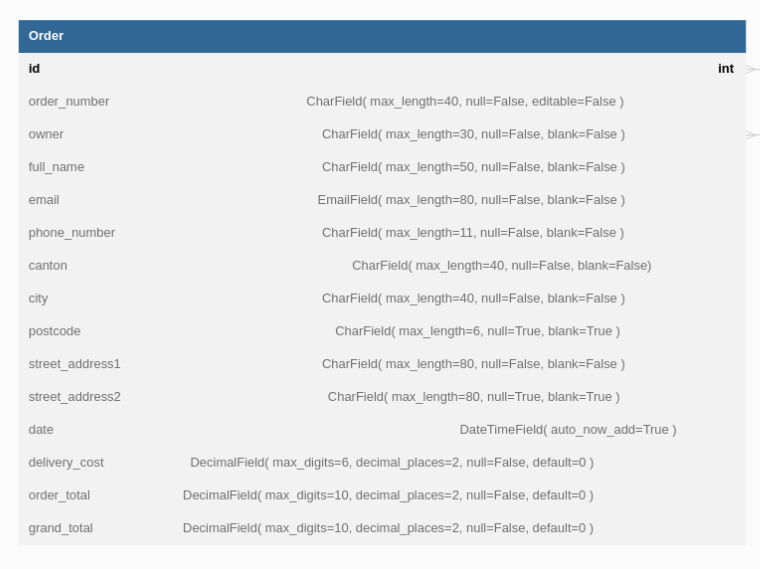 Order
id int
order_number CharField( max_length=40, null=False, editable=False )
owner CharField( max_length=30, null=False, blank=False )
full_name CharField( max_length=50, null=False, blank=False )
email EmailField( max_length=80, null=False, blank=False )
phone_number CharField( max_length=11, null=False, blank=False )
canton CharField( max_length=40, null=False, blank=False)
city CharField( max_length=40, null=False, blank=False )
postcode CharField( max_length=6, null=True, blank=True )
street_address1 CharField( max_length=80, null=False, blank=False )
street_address2 CharField( max_length=80, null=True, blank=True )
date DateTimeField( auto_now_add=True )
delivery_cost DecimalField( max_digits=6, decimal_places=2, null=False, default=0 )
order_total DecimalField( max_digits=10, decimal_places=2, null=False, default=0 )
grand_total DecimalField( max_digits=10, decimal_places=2, null=False, default=0 )